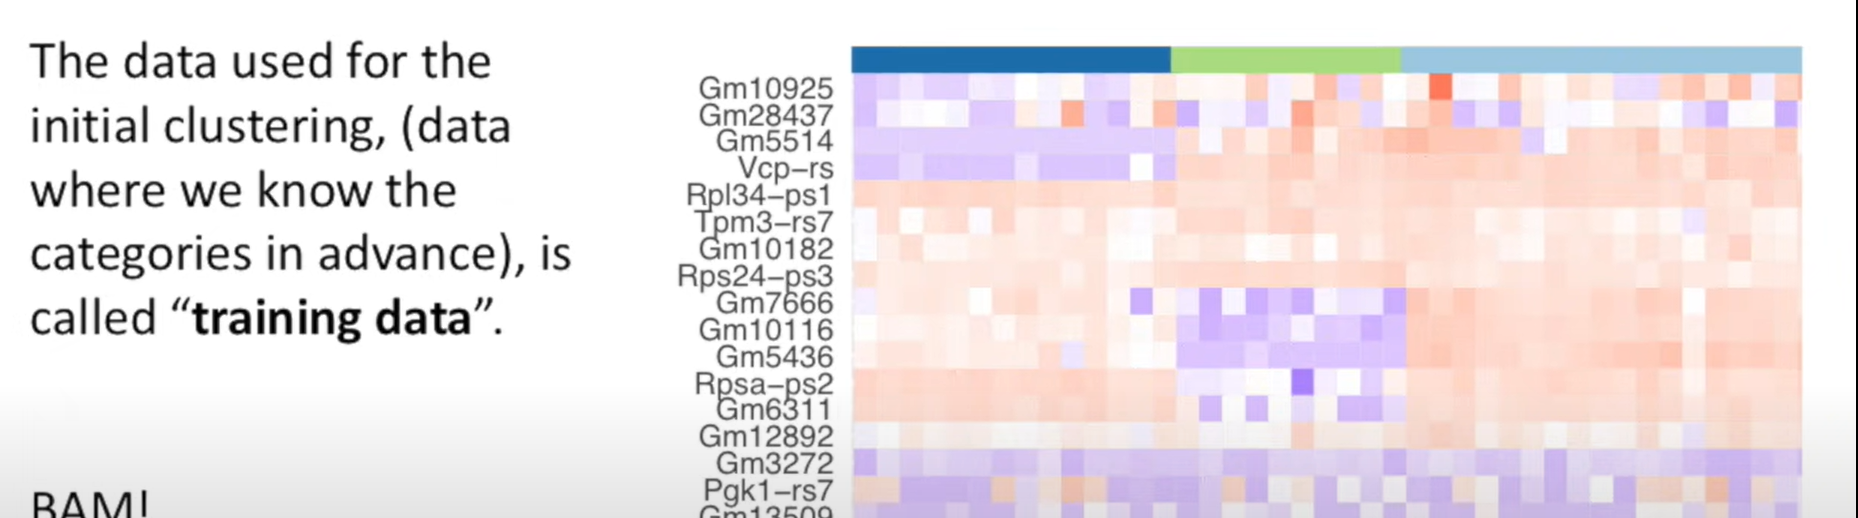 The data used for the
initial clustering, (data
where we know the
categories in advance), is
called “training data”.
BAM!
Gm10925
Gm28437
Gm5514
Vcp–rs
Rpl34–ps1
Tpm3–rs7
Gm10182
Rps24–ps3
Gm7666
Gm10116
Gm5436
Rpsa–ps2
Gm6311
Gm12892
Gm3272
Pgk1–rs7
Gm13509